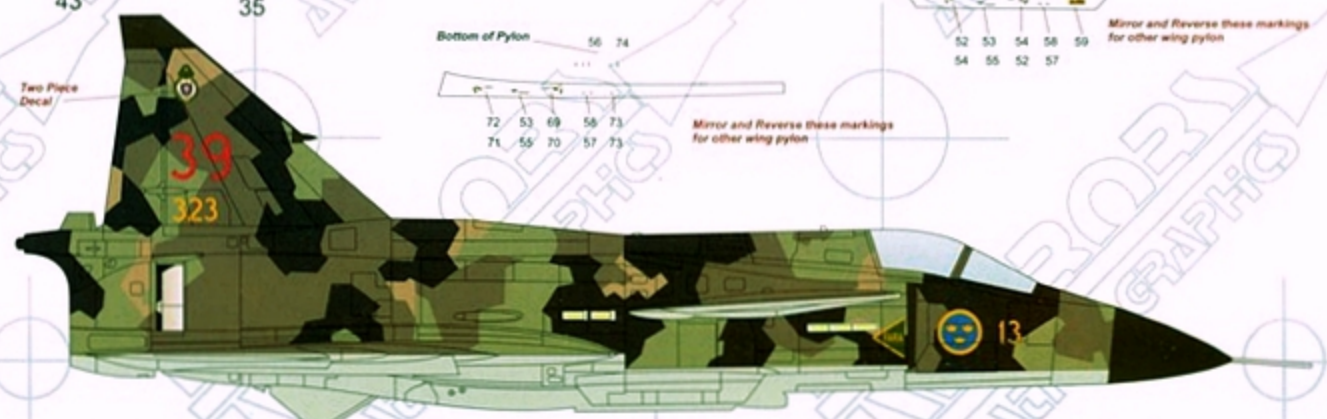 43
35
Two Piece
Decal
Bottom of Pylon
56 74
72 53 69 58 73
71 55 70 57 73
Mirror and Reverse these markings
for other wing pylon
52 53 54 58 59
54 55 52 57
Mirror and Reverse these markings
for other wing pylon
39
323
13
GRAPHICS
GRAPHICS